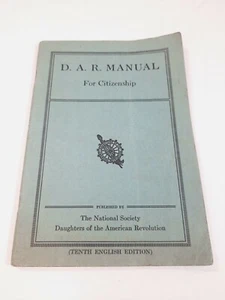 D. A. R. MANUAL
For Citizenship
PUBLISHED BY
The National Society
Daughters of the American Revolution
(TENTH ENGLISH EDITION)